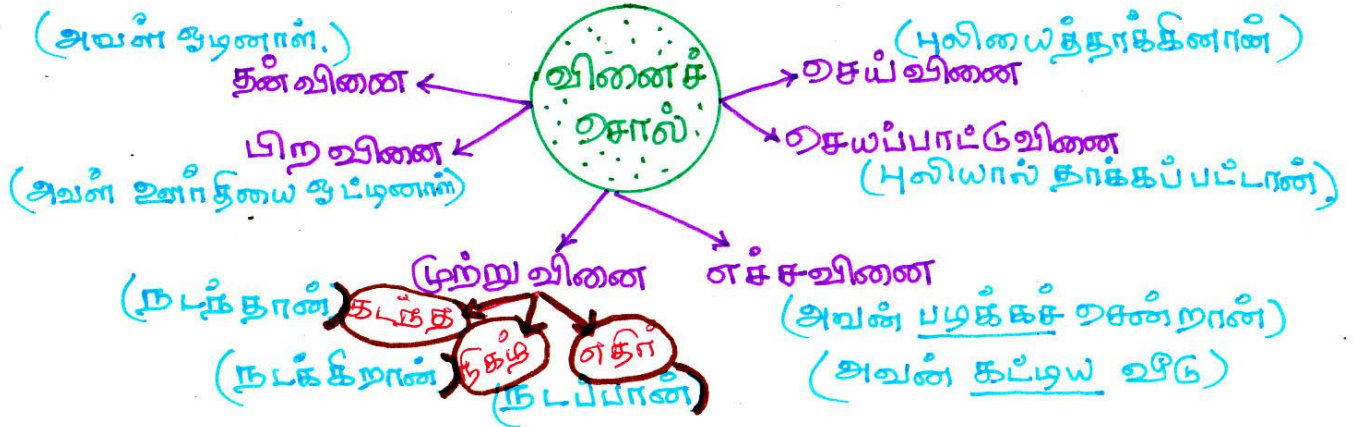 (அவள் ஓடினாள்.)
தன்வினை
பிறவினை
(அவள் ஊர்தியை ஓட்டினாள்)
வினைச்
சொல்
(புலியைத்தாக்கினான்)
செய்வினை
செயப்பாட்டுவினை
(புலியால் தாக்கப்பட்டான்)
முற்றுவினை
(நடந்தான்) கடந்த
(நடக்கிறான்) நிகழ்
எதிர்
(நடப்பான்)
எச்சவினை
(அவன் படிக்கச் சென்றான்)
(அவன் கட்டிய வீடு)